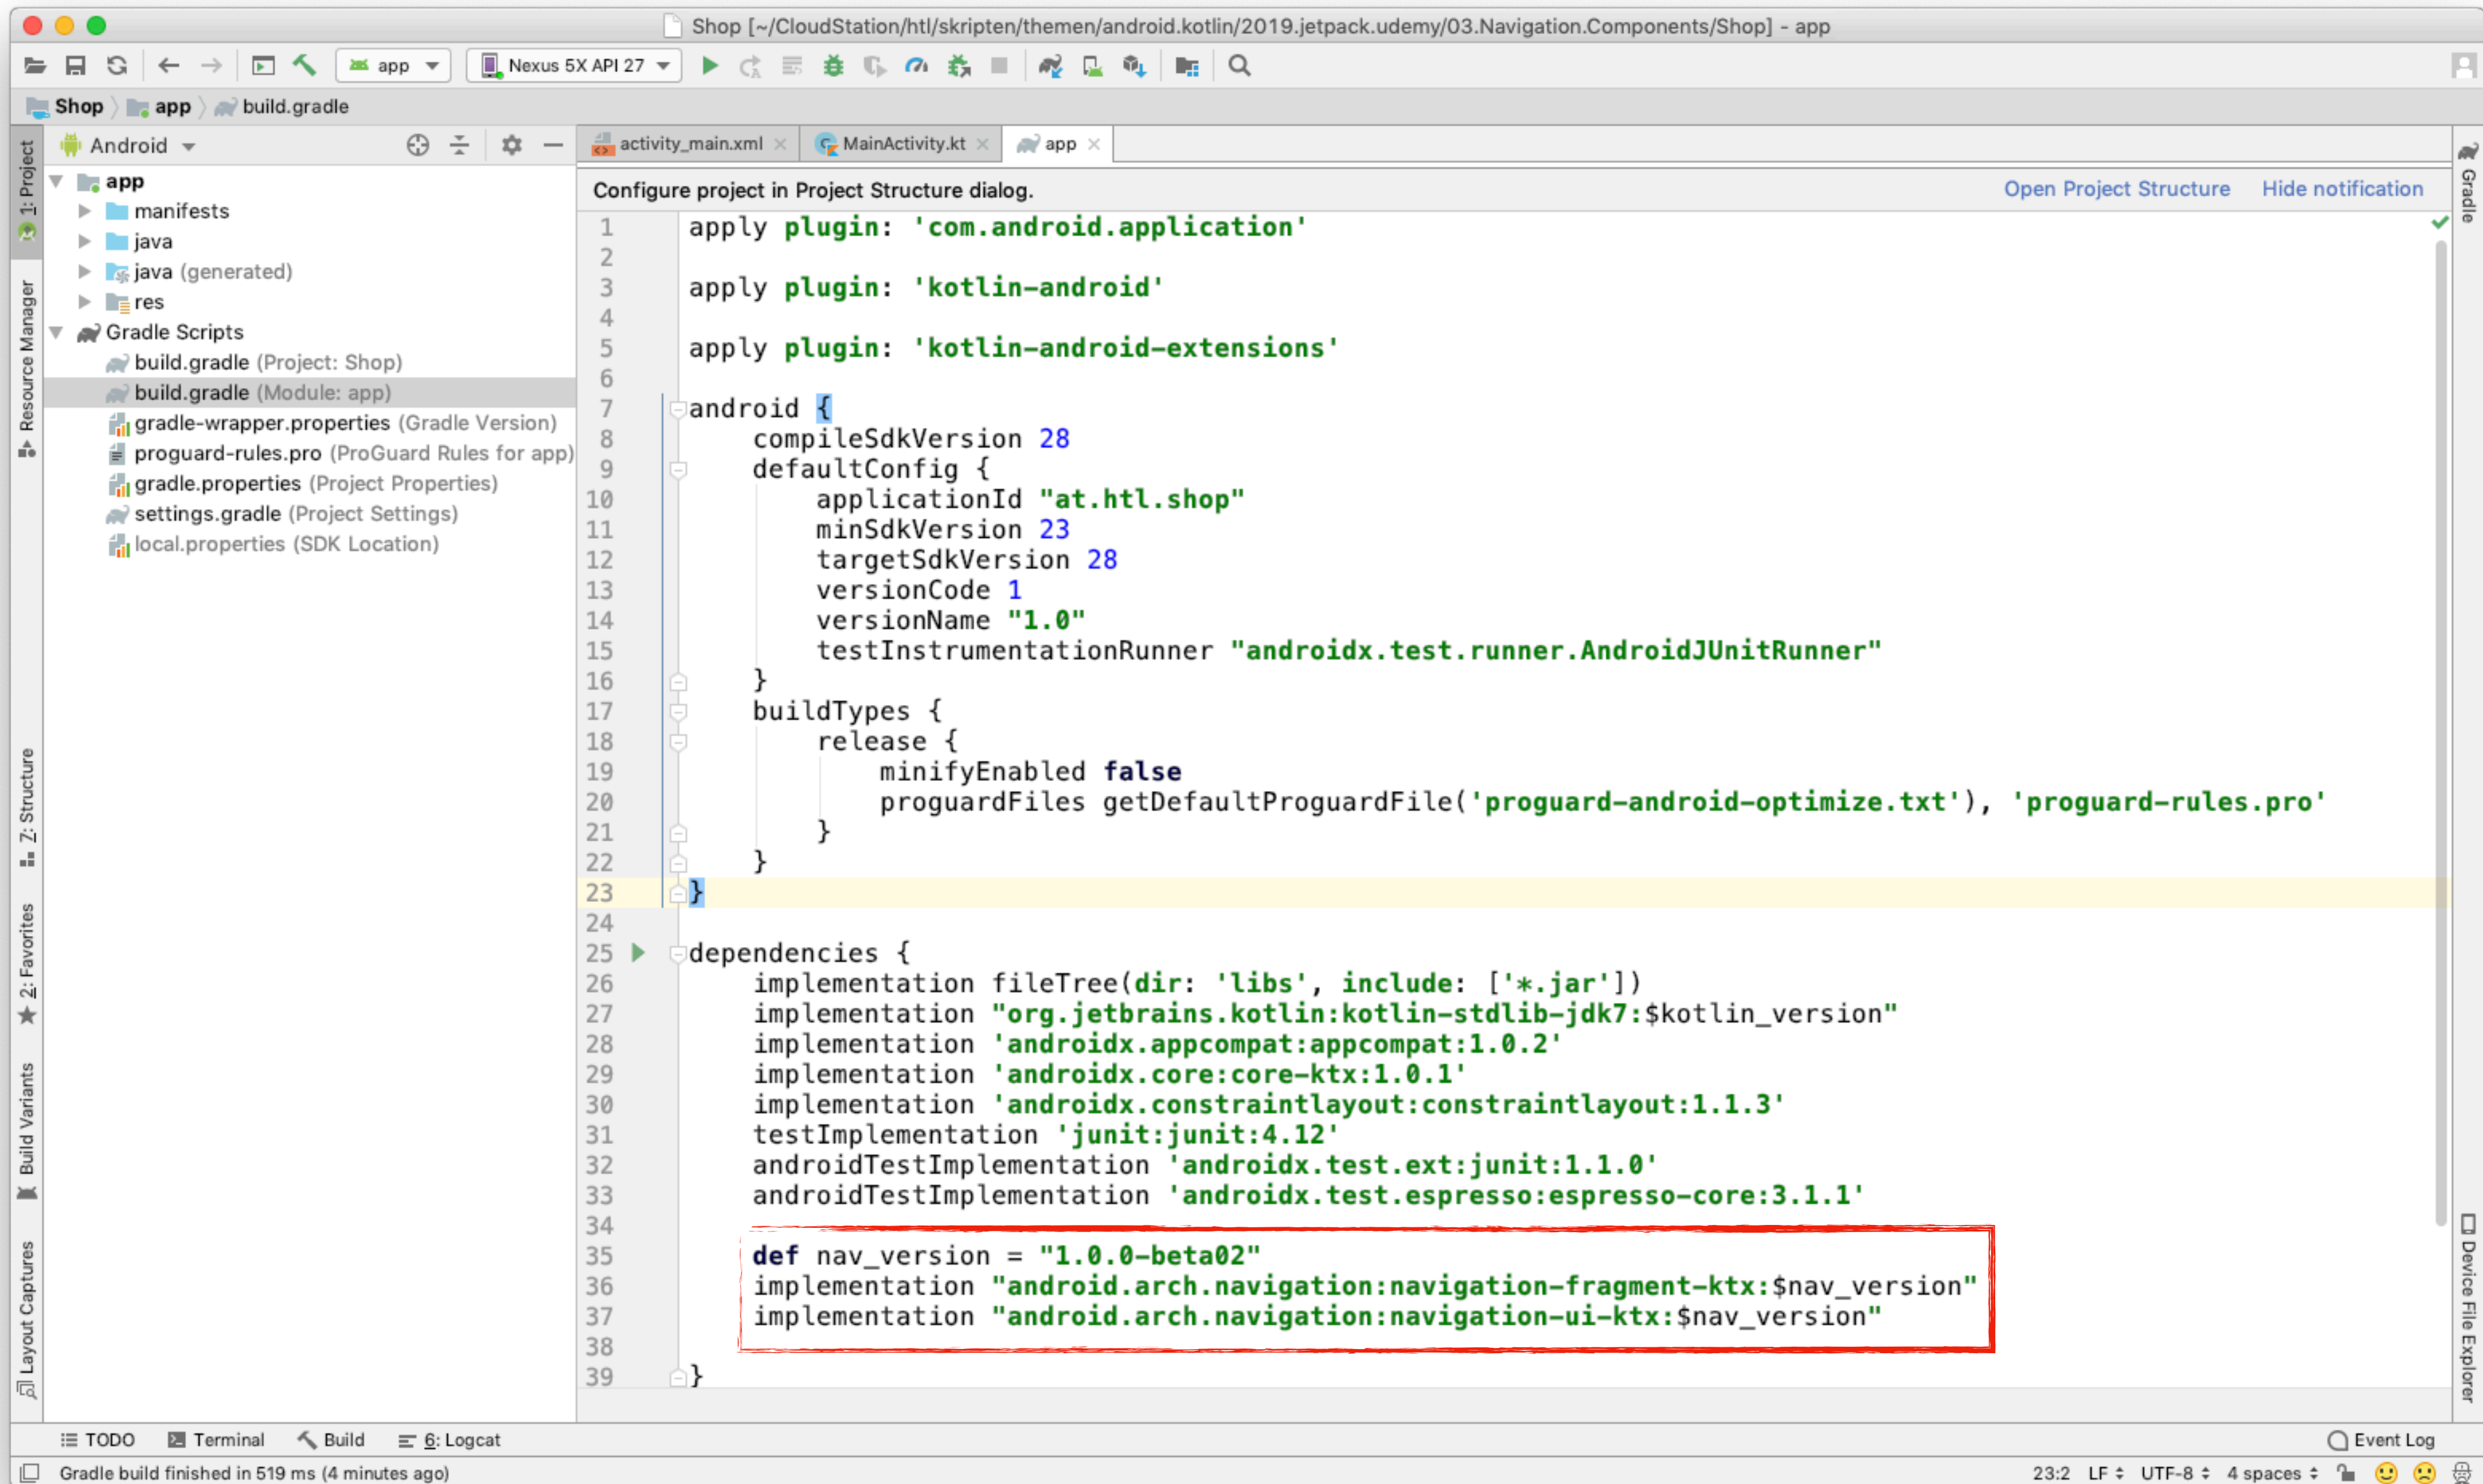 Shop [~/CloudStation/htl/skripten/themen/android.kotlin/2019.jetpack.udemy/03.Navigation.Components/Shop] - app
app
Nexus 5X API 27
Shop
app
build.gradle
Android
activity_main.xml
MainActivity.kt
app
1: Project
Resource Manager
Z: Structure
2: Favorites
Build Variants
Layout Captures
app
manifests
java
java (generated)
res
Gradle Scripts
build.gradle (Project: Shop)
build.gradle (Module: app)
gradle-wrapper.properties (Gradle Version)
proguard-rules.pro (ProGuard Rules for app)
gradle.properties (Project Properties)
settings.gradle (Project Settings)
local.properties (SDK Location)
Configure project in Project Structure dialog.
Open Project Structure
Hide notification
1 apply plugin: 'com.android.application'
2
3 apply plugin: 'kotlin-android'
4
5 apply plugin: 'kotlin-android-extensions'
6
7 android {
8 compileSdkVersion 28
9 defaultConfig {
10 applicationId "at.htl.shop"
11 minSdkVersion 23
12 targetSdkVersion 28
13 versionCode 1
14 versionName "1.0"
15 testInstrumentationRunner "androidx.test.runner.AndroidJUnitRunner"
16 }
17 buildTypes {
18 release {
19 minifyEnabled false
20 proguardFiles getDefaultProguardFile('proguard-android-optimize.txt'), 'proguard-rules.pro'
21 }
22 }
23 }
24
25 dependencies {
26 implementation fileTree(dir: 'libs', include: ['*.jar'])
27 implementation "org.jetbrains.kotlin:kotlin-stdlib-jdk7:$kotlin_version"
28 implementation 'androidx.appcompat:appcompat:1.0.2'
29 implementation 'androidx.core:core-ktx:1.0.1'
30 implementation 'androidx.constraintlayout:constraintlayout:1.1.3'
31 testImplementation 'junit:junit:4.12'
32 androidTestImplementation 'androidx.test.ext:junit:1.1.0'
33 androidTestImplementation 'androidx.test.espresso:espresso-core:3.1.1'
34
35 def nav_version = "1.0.0-beta02"
36 implementation "android.arch.navigation:navigation-fragment-ktx:$nav_version"
37 implementation "android.arch.navigation:navigation-ui-ktx:$nav_version"
38
39 }
Gradle
Device File Explorer
TODO
Terminal
Build
6: Logcat
Event Log
Gradle build finished in 519 ms (4 minutes ago)
23:2
LF
UTF-8
4 spaces